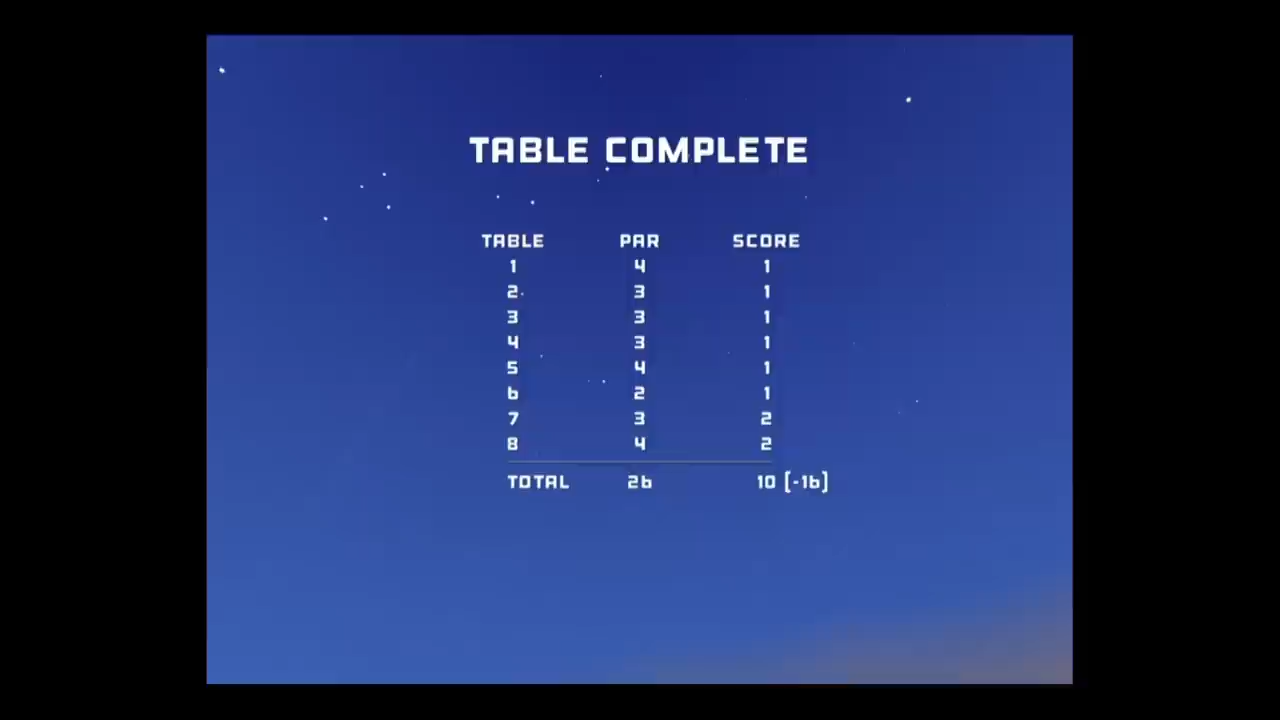 TABLE COMPLETE
TABLE PAR SCORE
1 4 1
2 3 1
3 3 1
4 3 1
5 4 1
6 2 1
7 3 2
8 4 2
TOTAL 26 10 [-16]